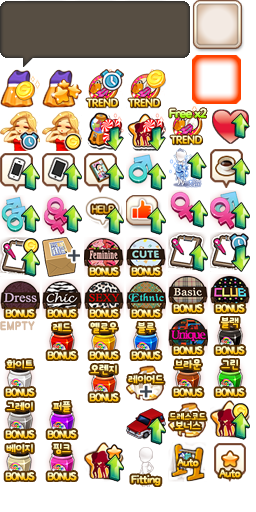 TREND TREND Free x2
TREND
HELP
Feminine CUTE
BONUS BONUS
Dress Chic SEXY Ethnic Basic CLUB
BONUS BONUS BONUS BONUS BONUS BONUS
EMPTY 레드 옐로우 블루 Unique 블랙
BONUS BONUS BONUS BONUS BONUS
화이트 오렌지 레이어드 브라운 그린
BONUS BONUS + BONUS BONUS
그레이 퍼플 드레스코드
BONUS BONUS 보너스
베이지 핑크
BONUS BONUS Fitting Auto Auto